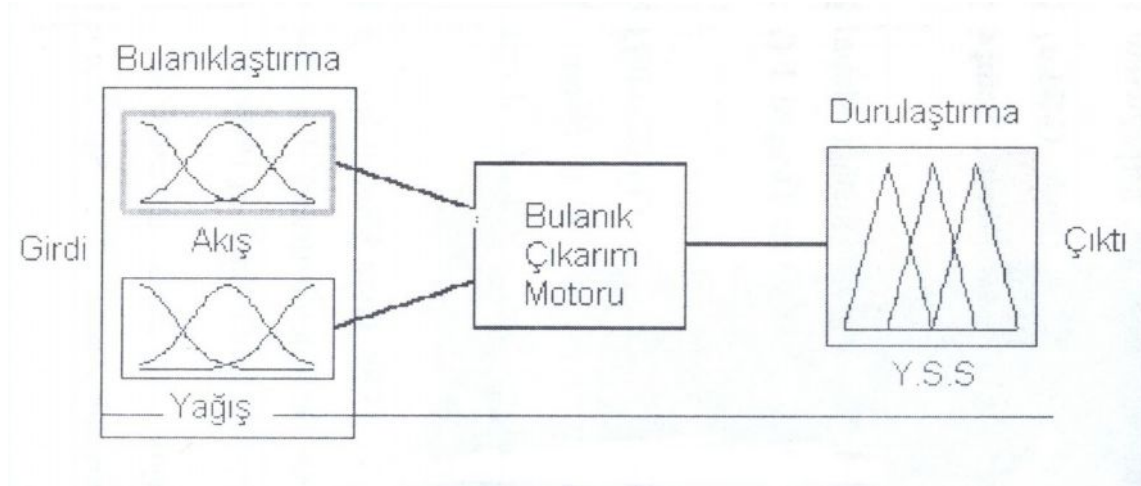 Bulanıklaştırma
Durulaştırma
Girdi
Akış
Bulanık
Çıkarım
Motoru
Çıktı
Yağış
Y.S.S